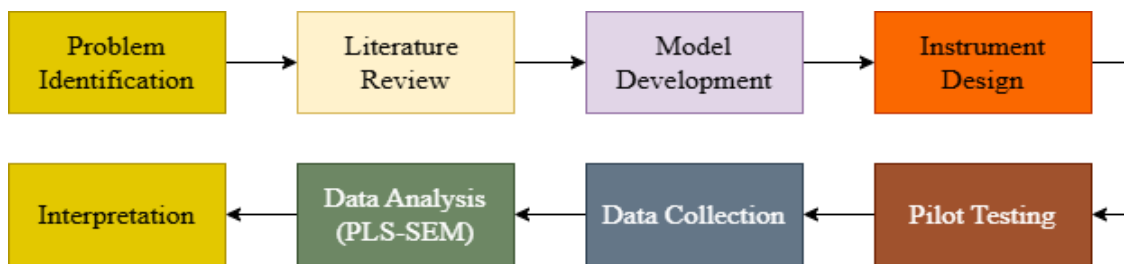 Problem
Identification
Literature
Review
Model
Development
Instrument
Design
Pilot Testing
Data Collection
Data Analysis
(PLS-SEM)
Interpretation